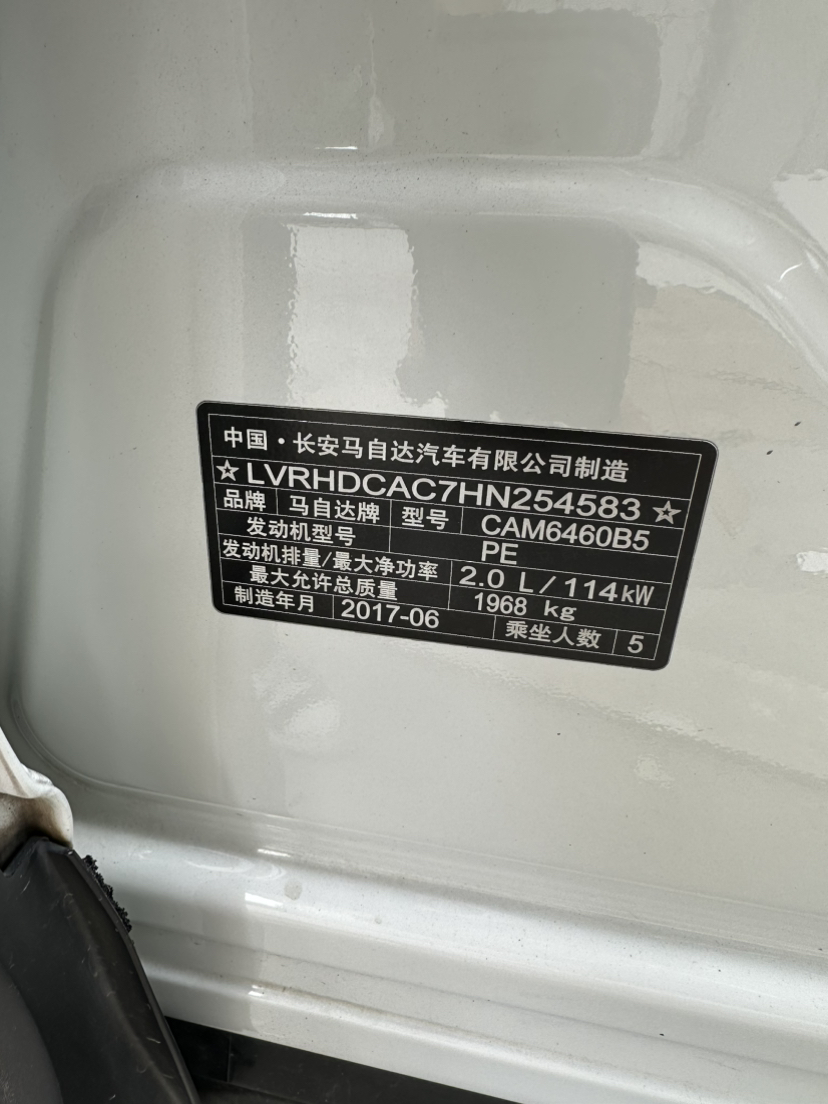 中国·长安马自达汽车有限公司制造
☆LVRHDCAC7HN254583☆
品牌 马自达牌 型号 CAM6460B5
发动机型号 PE
发动机排量/最大净功率 2.0 L/114kW
最大允许总质量 1968 kg
制造年月 2017-06 乘坐人数 5